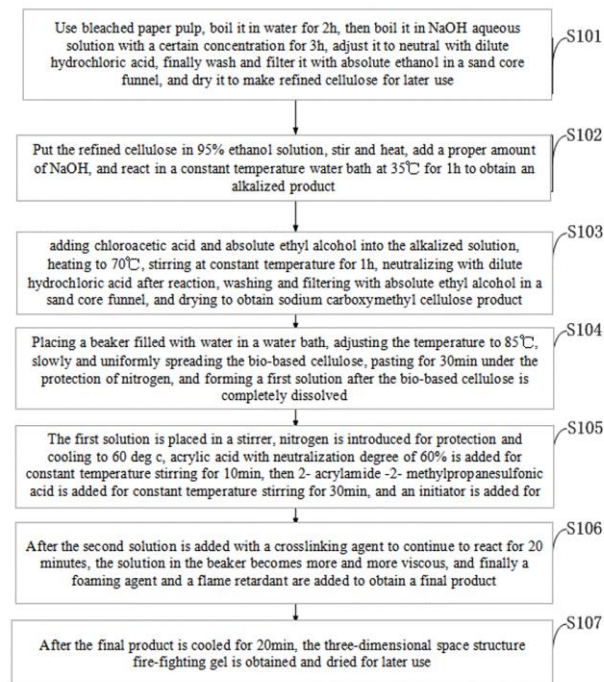 Use bleached paper pulp, boil it in water for 2h, then boil it in NaOH aqueous
solution with a certain concentration for 3h, adjust it to neutral with dilute
hydrochloric acid, finally wash and filter it with absolute ethanol in a sand core
funnel, and dry it to make refined cellulose for later use
S101
Put the refined cellulose in 95% ethanol solution, stir and heat, add a proper amount
of NaOH, and react in a constant temperature water bath at 35℃ for 1h to obtain an
alkalized product
S102
adding chloroacetic acid and absolute ethyl alcohol into the alkalized solution,
heating to 70℃, stirring at constant temperature for 1h, neutralizing with dilute
hydrochloric acid after reaction, washing and filtering with absolute ethyl alcohol in a
sand core funnel, and drying to obtain sodium carboxymethyl cellulose product
S103
Placing a beaker filled with water in a water bath, adjusting the temperature to 85℃,
slowly and uniformly spreading the bio-based cellulose, pasting for 30min under the
protection of nitrogen, and forming a first solution after the bio-based cellulose is
completely dissolved
S104
The first solution is placed in a stirrer, nitrogen is introduced for protection and
cooling to 60 deg c, acrylic acid with neutralization degree of 60% is added for
constant temperature stirring for 10min, then 2- acrylamide -2- methylpropanesulfonic
acid is added for constant temperature stirring for 30min, and an initiator is added for
S105
After the second solution is added with a crosslinking agent to continue to react for 20
minutes, the solution in the beaker becomes more and more viscous, and finally a
foaming agent and a flame retardant are added to obtain a final product
S106
After the final product is cooled for 20min, the three-dimensional space structure
fire-fighting gel is obtained and dried for later use
S107